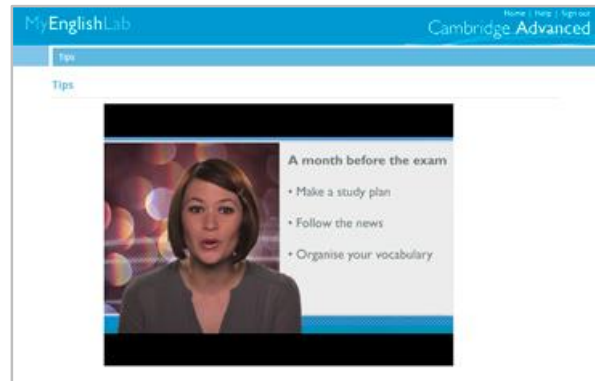 Home | Help | Sign out
MyEnglishLab
Cambridge Advanced
Tips
Tips
A month before the exam
• Make a study plan
• Follow the news
• Organise your vocabulary